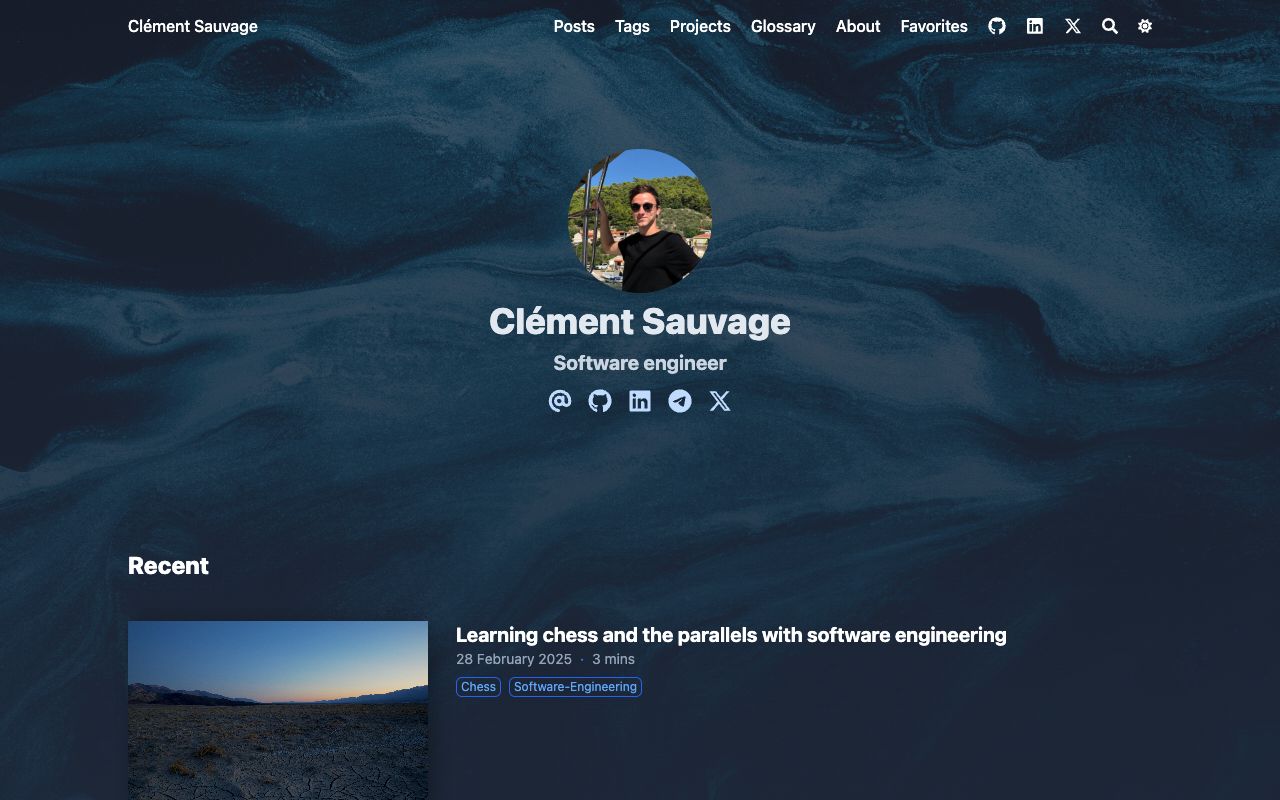 Clément Sauvage
Posts Tags Projects Glossary About Favorites
Clément Sauvage
Software engineer
Recent
Learning chess and the parallels with software engineering
28 February 2025 · 3 mins
Chess Software-Engineering